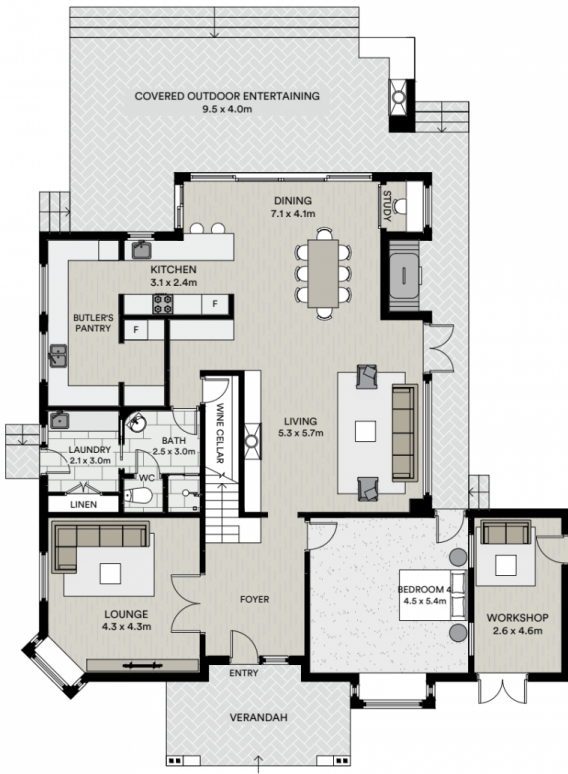 COVERED OUTDOOR ENTERTAINING
9.5 x 4.0m
DINING
7.1 x 4.1m
STUDY
KITCHEN
3.1 x 2.4m
F
BUTLER'S
PANTRY
F
WINE CELLAR
LIVING
5.3 x 5.7m
BATH
2.5 x 3.0m
LAUNDRY
2.1 x 3.0m
WC
LINEN
LOUNGE
4.3 x 4.3m
FOYER
BEDROOM 4
4.5 x 5.4m
WORKSHOP
2.6 x 4.6m
ENTRY
VERANDAH